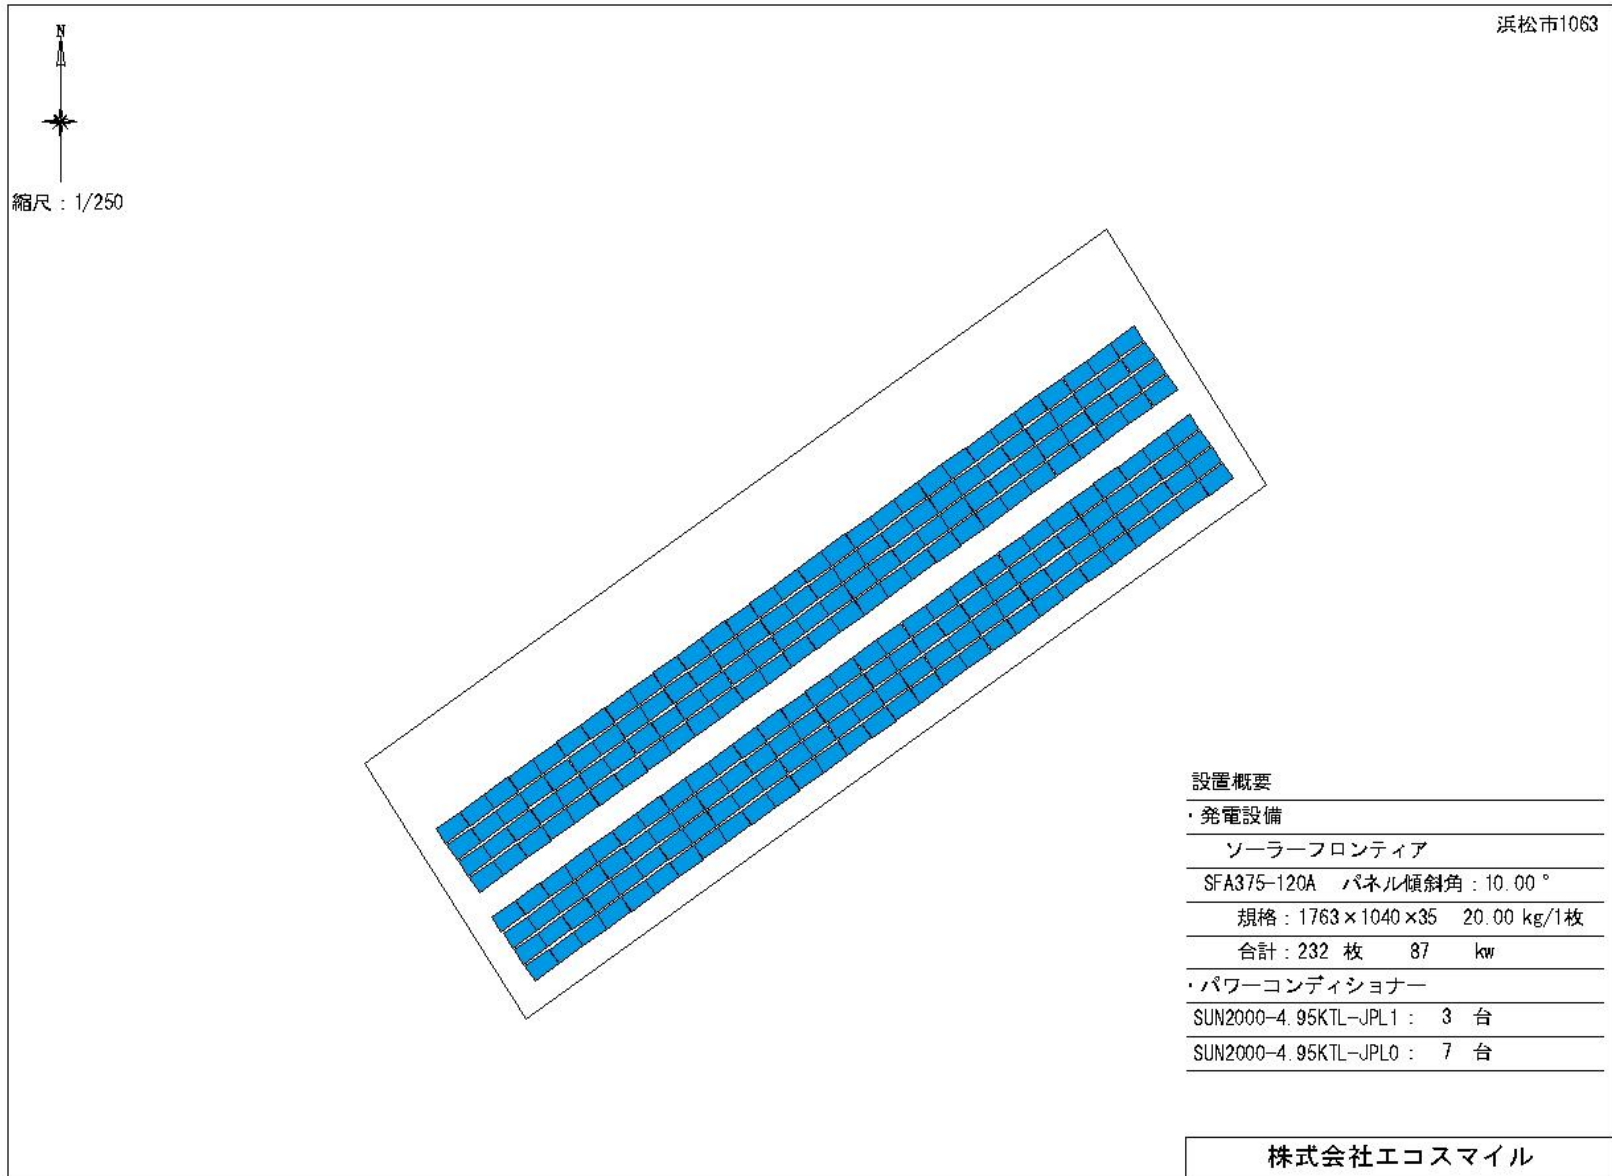 浜松市1063
N
縮尺：1/250
設置概要
・発電設備
ソーラーフロンティア
SFA375-120A パネル傾斜角：10.00°
規格：1763×1040×35 20.00 kg/1枚
合計：232 枚 87 kw
・パワーコンディショナー
SUN2000-4.95KTL-JPL1： 3 台
SUN2000-4.95KTL-JPL0： 7 台
株式会社エコスマイル